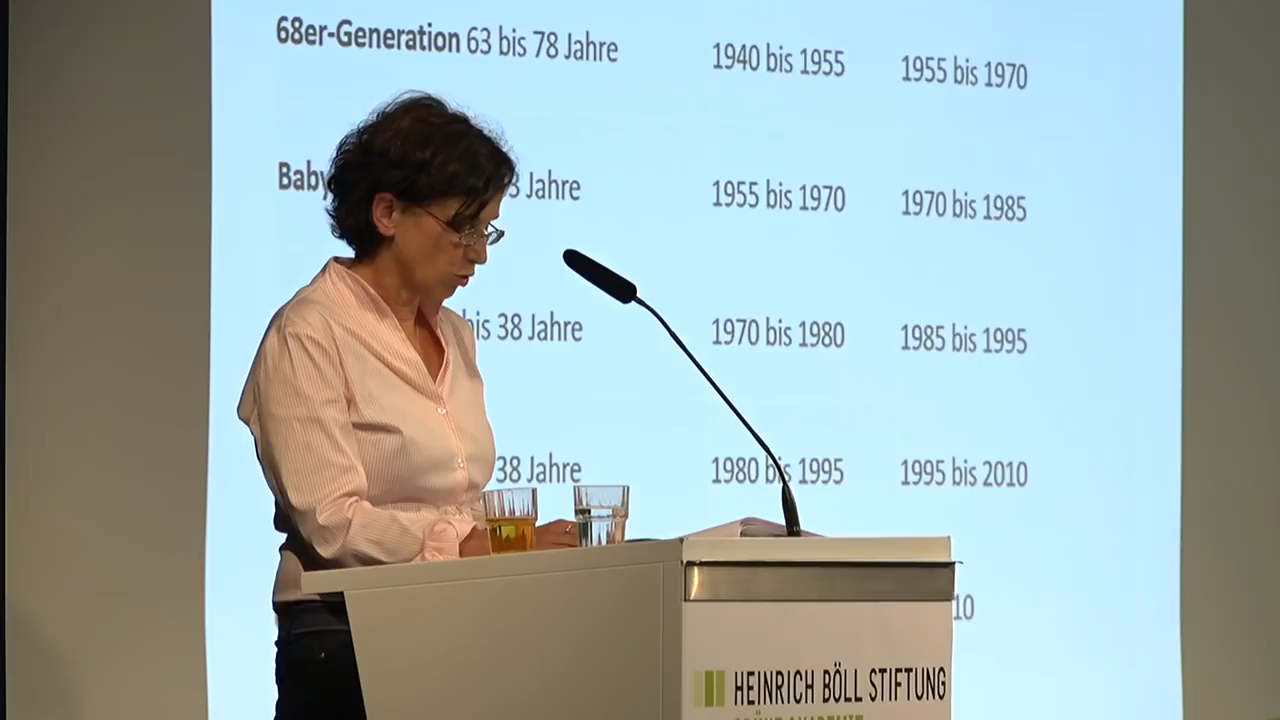 68er-Generation 63 bis 78 Jahre 1940 bis 1955 1955 bis 1970
Baby Jahre 1955 bis 1970 1970 bis 1985
bis 38 Jahre 1970 bis 1980 1985 bis 1995
38 Jahre 1980 bis 1995 1995 bis 2010
10
HEINRICH BÖLL STIFTUNG